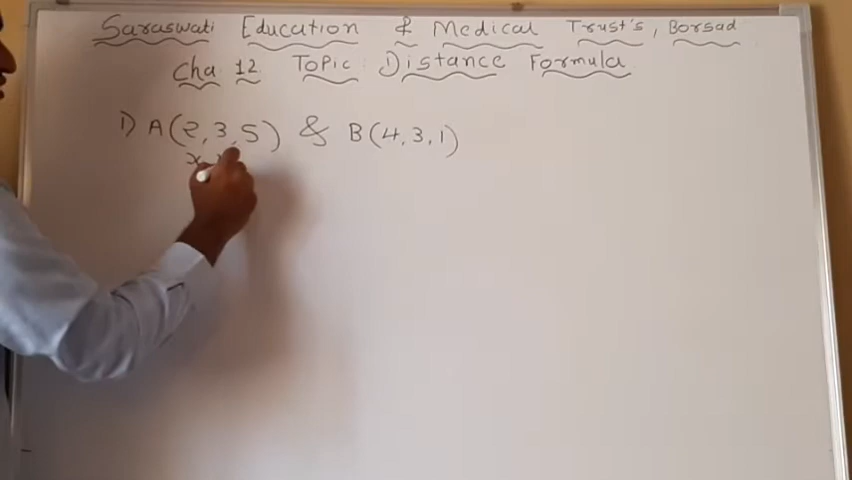 Saraswati Education & Medical Trust's, Borsad
Cha 12 Topic Distance Formula
1) A(2,3,5) & B(4,3,1)
x